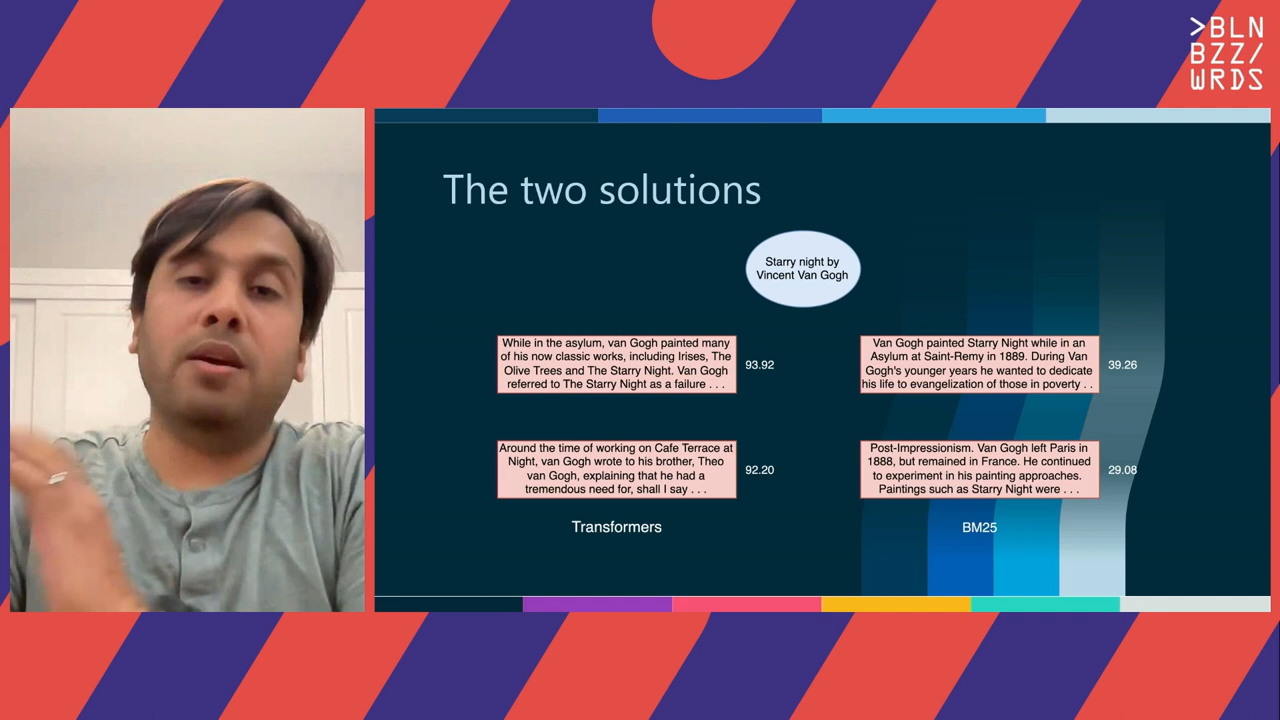 >BLN
BZZ/
WRDS
The two solutions
Starry night by
Vincent Van Gogh
While in the asylum, van Gogh painted many
of his now classic works, including Irises, The
Olive Trees and The Starry Night. Van Gogh
referred to The Starry Night as a failure . . .
93.92
Van Gogh painted Starry Night while in an
Asylum at Saint-Remy in 1889. During Van
Gogh's younger years he wanted to dedicate
his life to evangelization of those in poverty . .
39.26
Around the time of working on Cafe Terrace at
Night, van Gogh wrote to his brother, Theo
van Gogh, explaining that he had a
tremendous need for, shall I say . . .
92.20
Post-Impressionism. Van Gogh left Paris in
1888, but remained in France. He continued
to experiment in his painting approaches.
Paintings such as Starry Night were . . .
29.08
Transformers
BM25